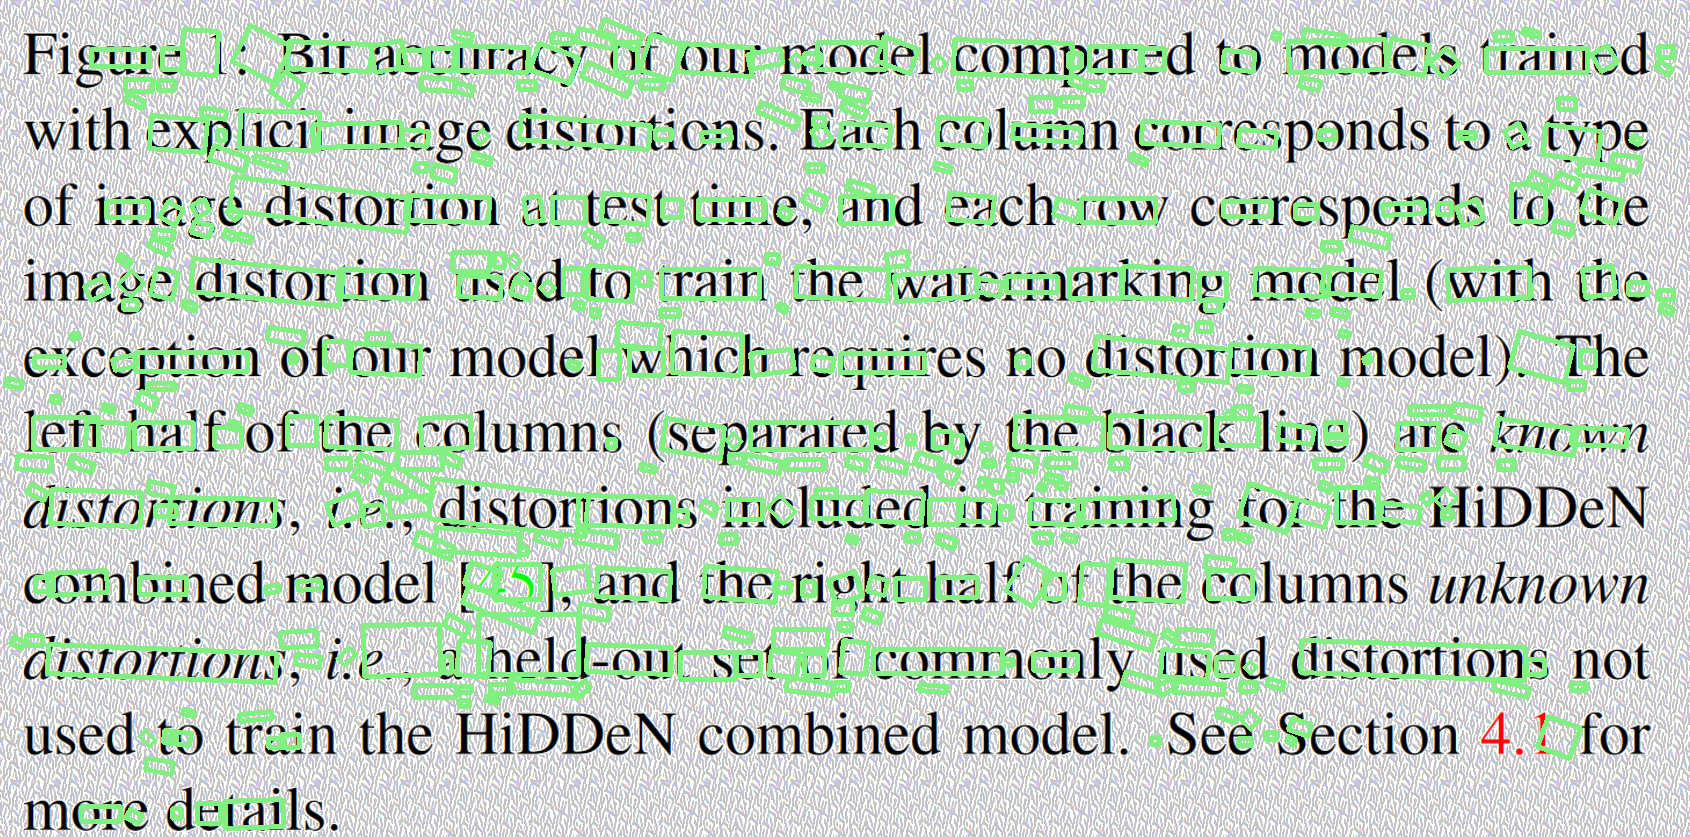 Figure 1: Bit accuracy of our model compared to models trained
with explicit image distortions. Each column corresponds to a type
of image distortion at test time, and each row corresponds to the
image distortion used to train the watermarking model (with the
exception of our model which requires no distortion model). The
left half of the columns (separated by the black line) are known
distortions, i.e., distortions included in training for the HiDDeN
combined model [45], and the right half of the columns unknown
distortions, i.e., a held-out set of commonly used distortions not
used to train the HiDDeN combined model. See Section 4.1 for
more details.